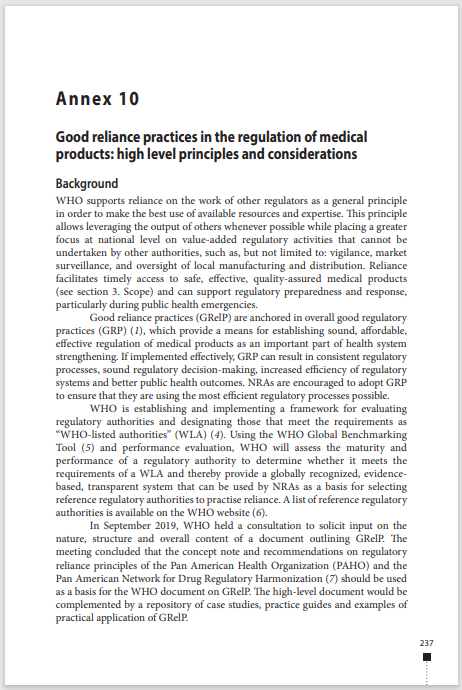 Annex 10
Good reliance practices in the regulation of medical
products: high level principles and considerations
Background
WHO supports reliance on the work of other regulators as a general principle
in order to make the best use of available resources and expertise. This principle
allows leveraging the output of others whenever possible while placing a greater
focus at national level on value-added regulatory activities that cannot be
undertaken by other authorities, such as, but not limited to: vigilance, market
surveillance, and oversight of local manufacturing and distribution. Reliance
facilitates timely access to safe, effective, quality-assured medical products
(see section 3. Scope) and can support regulatory preparedness and response,
particularly during public health emergencies.
Good reliance practices (GRelP) are anchored in overall good regulatory
practices (GRP) (1), which provide a means for establishing sound, affordable,
effective regulation of medical products as an important part of health system
strengthening. If implemented effectively, GRP can result in consistent regulatory
processes, sound regulatory decision-making, increased efficiency of regulatory
systems and better public health outcomes. NRAs are encouraged to adopt GRP
to ensure that they are using the most efficient regulatory processes possible.
WHO is establishing and implementing a framework for evaluating
regulatory authorities and designating those that meet the requirements as
“WHO-listed authorities” (WLA) (4). Using the WHO Global Benchmarking
Tool (5) and performance evaluation, WHO will assess the maturity and
performance of a regulatory authority to determine whether it meets the
requirements of a WLA and thereby provide a globally recognized, evidence-
based, transparent system that can be used by NRAs as a basis for selecting
reference regulatory authorities to practise reliance. A list of reference regulatory
authorities is available on the WHO website (6).
In September 2019, WHO held a consultation to solicit input on the
nature, structure and overall content of a document outlining GRelP. The
meeting concluded that the concept note and recommendations on regulatory
reliance principles of the Pan American Health Organization (PAHO) and the
Pan American Network for Drug Regulatory Harmonization (7) should be used
as a basis for the WHO document on GRelP. The high-level document would be
complemented by a repository of case studies, practice guides and examples of
practical application of GRelP.
237